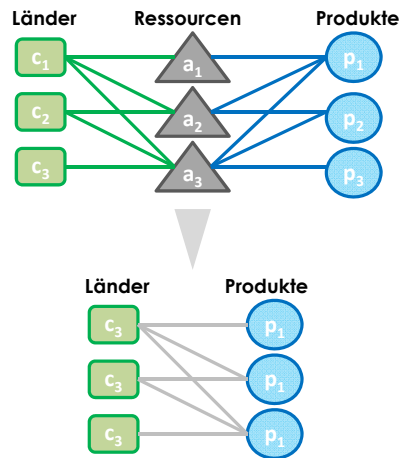 Länder Ressourcen Produkte
c1 a1 p1
c2 a2 p2
c3 a3 p3
Länder Produkte
c3 p1
c3 p1
c3 p1